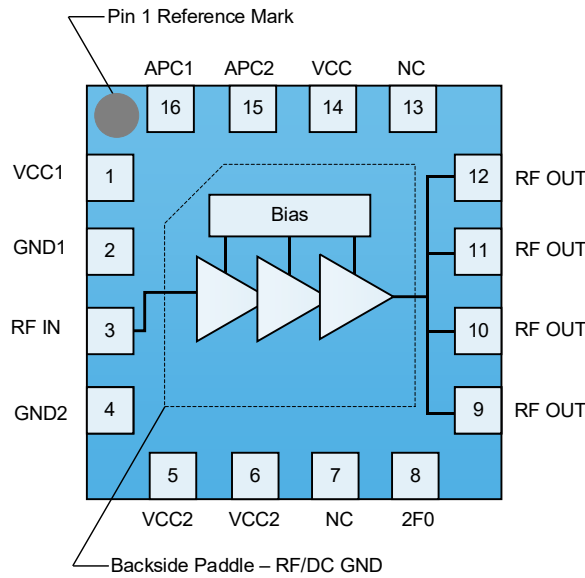 Pin 1 Reference Mark
APC1 APC2 VCC NC
16 15 14 13
VCC1 1 12 RF OUT
Bias
GND1 2 11 RF OUT
RF IN 3 10 RF OUT
GND2 4 9 RF OUT
5 6 7 8
VCC2 VCC2 NC 2F0
Backside Paddle – RF/DC GND